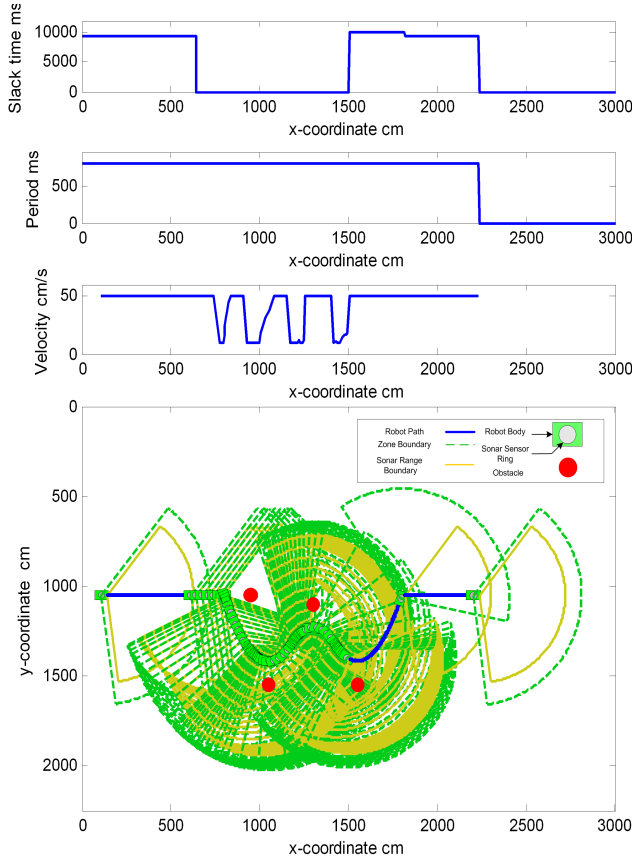 Slack time ms
10000
5000
0
0 500 1000 1500 2000 2500 3000
x-coordinate cm
Period ms
500
0
0 500 1000 1500 2000 2500 3000
x-coordinate cm
Velocity cm/s
50
0
0 500 1000 1500 2000 2500 3000
x-coordinate cm
y-coordinate cm
0
500
1000
1500
2000
Robot Path
Robot Body
Zone Boundary
Sonar Sensor
Ring
Sonar Range
Boundary
Obstacle
0 500 1000 1500 2000 2500 3000
x-coordinate cm